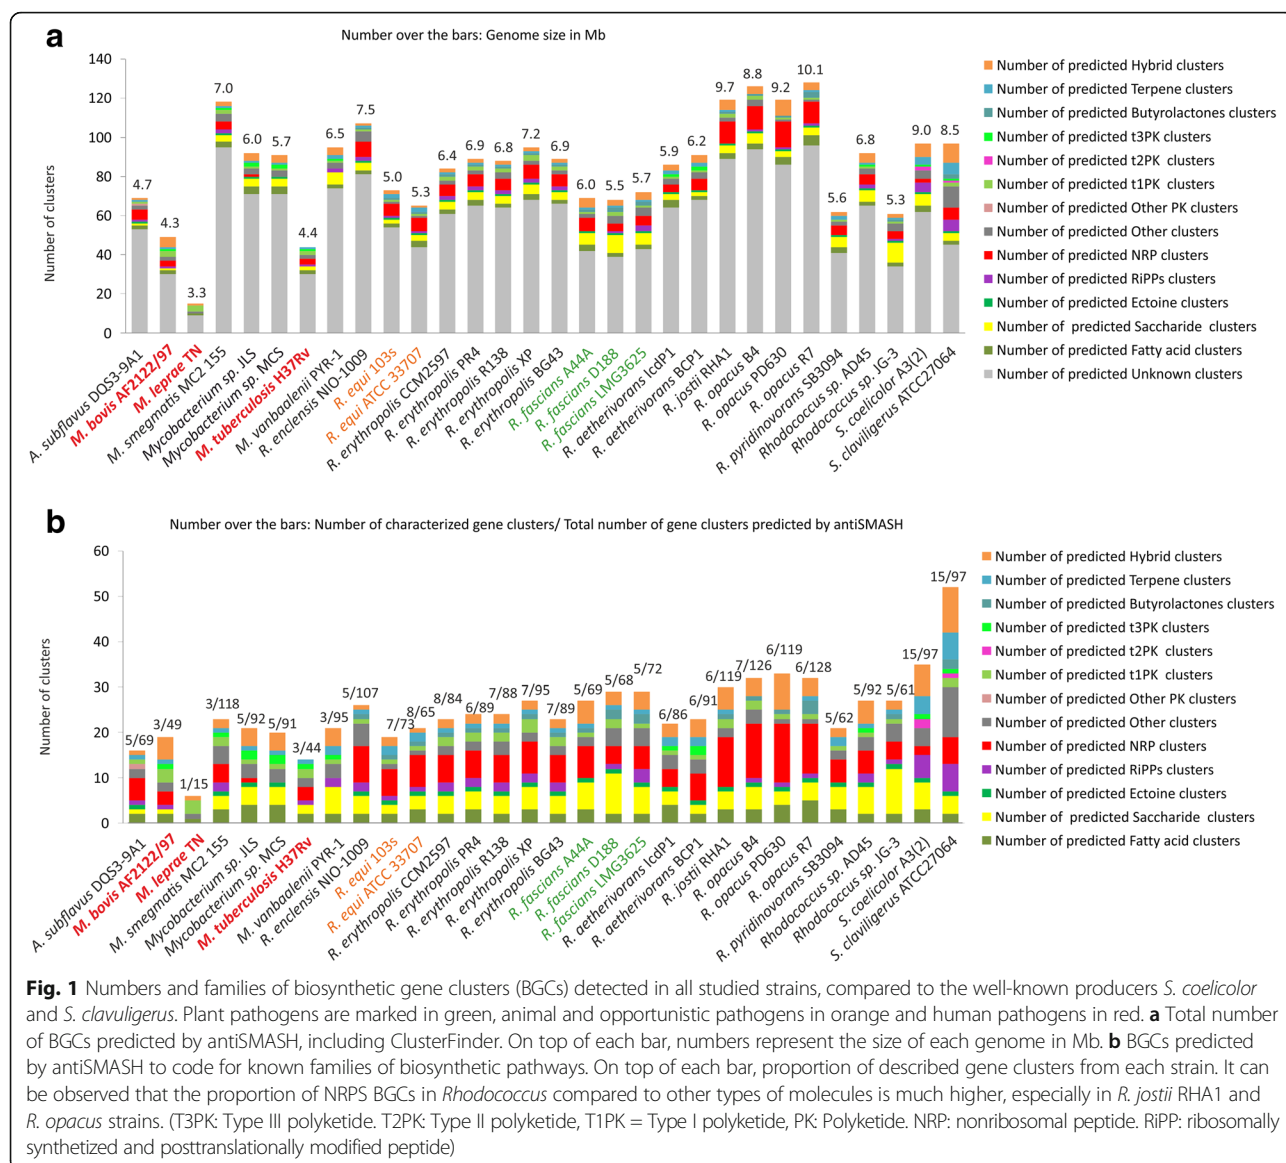 a
Number over the bars: Genome size in Mb
Number of clusters
140
120
100
80
60
40
20
0
4.7
4.3
3.3
7.0
6.0
5.7
4.4
6.5
7.5
5.0
5.3
6.4
6.9
6.8
7.2
6.9
6.0
5.5
5.7
5.9
6.2
9.7
8.8
9.2
10.1
5.6
6.8
5.3
9.0
8.5
A. subflavus DQS3-9A1
M. bovis AF2122/97
M. leprae TN
M. smegmatis MC2 155
Mycobacterium sp. JLS
Mycobacterium sp. MCS
M. tuberculosis H37Rv
M. vanbaalenii PYR-1
R. enclensis NIO-1009
R. equi 103s
R. equi ATCC 33707
R. erythropolis CCM2597
R. erythropolis PR4
R. erythropolis R138
R. erythropolis XP
R. erythropolis BG43
R. fascians A44A
R. fascians D188
R. fascians LMG3625
R. aetherivorans IcdP1
R. aetherivorans BCP1
R. jostii RHA1
R. opacus B4
R. opacus PD630
R. opacus R7
R. pyridinivorans SB3094
Rhodococcus sp. AD45
Rhodococcus sp. JG-3
S. coelicolor A3(2)
S. claviligerus ATCC27064
Number of predicted Hybrid clusters
Number of predicted Terpene clusters
Number of predicted Butyrolactones clusters
Number of predicted t3PK clusters
Number of predicted t2PK clusters
Number of predicted t1PK clusters
Number of predicted Other PK clusters
Number of predicted Other clusters
Number of predicted NRP clusters
Number of predicted RiPPs clusters
Number of predicted Ectoine clusters
Number of predicted Saccharide clusters
Number of predicted Fatty acid clusters
Number of predicted Unknown clusters
b
Number over the bars: Number of characterized gene clusters/ Total number of gene clusters predicted by antiSMASH
Number of clusters
60
50
40
30
20
10
0
5/69
3/49
1/15
3/118
5/92
5/91
3/44
3/95
5/107
7/73
8/65
8/84
6/89
7/88
7/95
7/89
5/69
5/68
5/72
6/86
6/91
6/119
7/126
6/119
6/128
5/62
5/92
5/61
15/97
15/97
A. subflavus DQS3-9A1
M. bovis AF2122/97
M. leprae TN
M. smegmatis MC2 155
Mycobacterium sp. JLS
Mycobacterium sp. MCS
M. tuberculosis H37Rv
M. vanbaalenii PYR-1
R. enclensis NIO-1009
R. equi 103s
R. equi ATCC 33707
R. erythropolis CCM2597
R. erythropolis PR4
R. erythropolis R138
R. erythropolis XP
R. erythropolis BG43
R. fascians A44A
R. fascians D188
R. fascians LMG3625
R. aetherivorans IcdP1
R. aetherivorans BCP1
R. jostii RHA1
R. opacus B4
R. opacus PD630
R. opacus R7
R. pyridinivorans SB3094
Rhodococcus sp. AD45
Rhodococcus sp. JG-3
S. coelicolor A3(2)
S. claviligerus ATCC27064
Number of predicted Hybrid clusters
Number of predicted Terpene clusters
Number of predicted Butyrolactones clusters
Number of predicted t3PK clusters
Number of predicted t2PK clusters
Number of predicted t1PK clusters
Number of predicted Other PK clusters
Number of predicted Other clusters
Number of predicted NRP clusters
Number of predicted RiPPs clusters
Number of predicted Ectoine clusters
Number of predicted Saccharide clusters
Number of predicted Fatty acid clusters
Fig. 1 Numbers and families of biosynthetic gene clusters (BGCs) detected in all studied strains, compared to the well-known producers S. coelicolor
and S. clavuligerus. Plant pathogens are marked in green, animal and opportunistic pathogens in orange and human pathogens in red. a Total number
of BGCs predicted by antiSMASH, including ClusterFinder. On top of each bar, numbers represent the size of each genome in Mb. b BGCs predicted
by antiSMASH to code for known families of biosynthetic pathways. On top of each bar, proportion of described gene clusters from each strain. It can
be observed that the proportion of NRPS BGCs in Rhodococcus compared to other types of molecules is much higher, especially in R. jostii RHA1 and
R. opacus strains. (T3PK: Type III polyketide. T2PK: Type II polyketide, T1PK = Type I polyketide, PK: Polyketide. NRP: nonribosomal peptide. RiPP: ribosomally
synthetized and posttranslationally modified peptide)